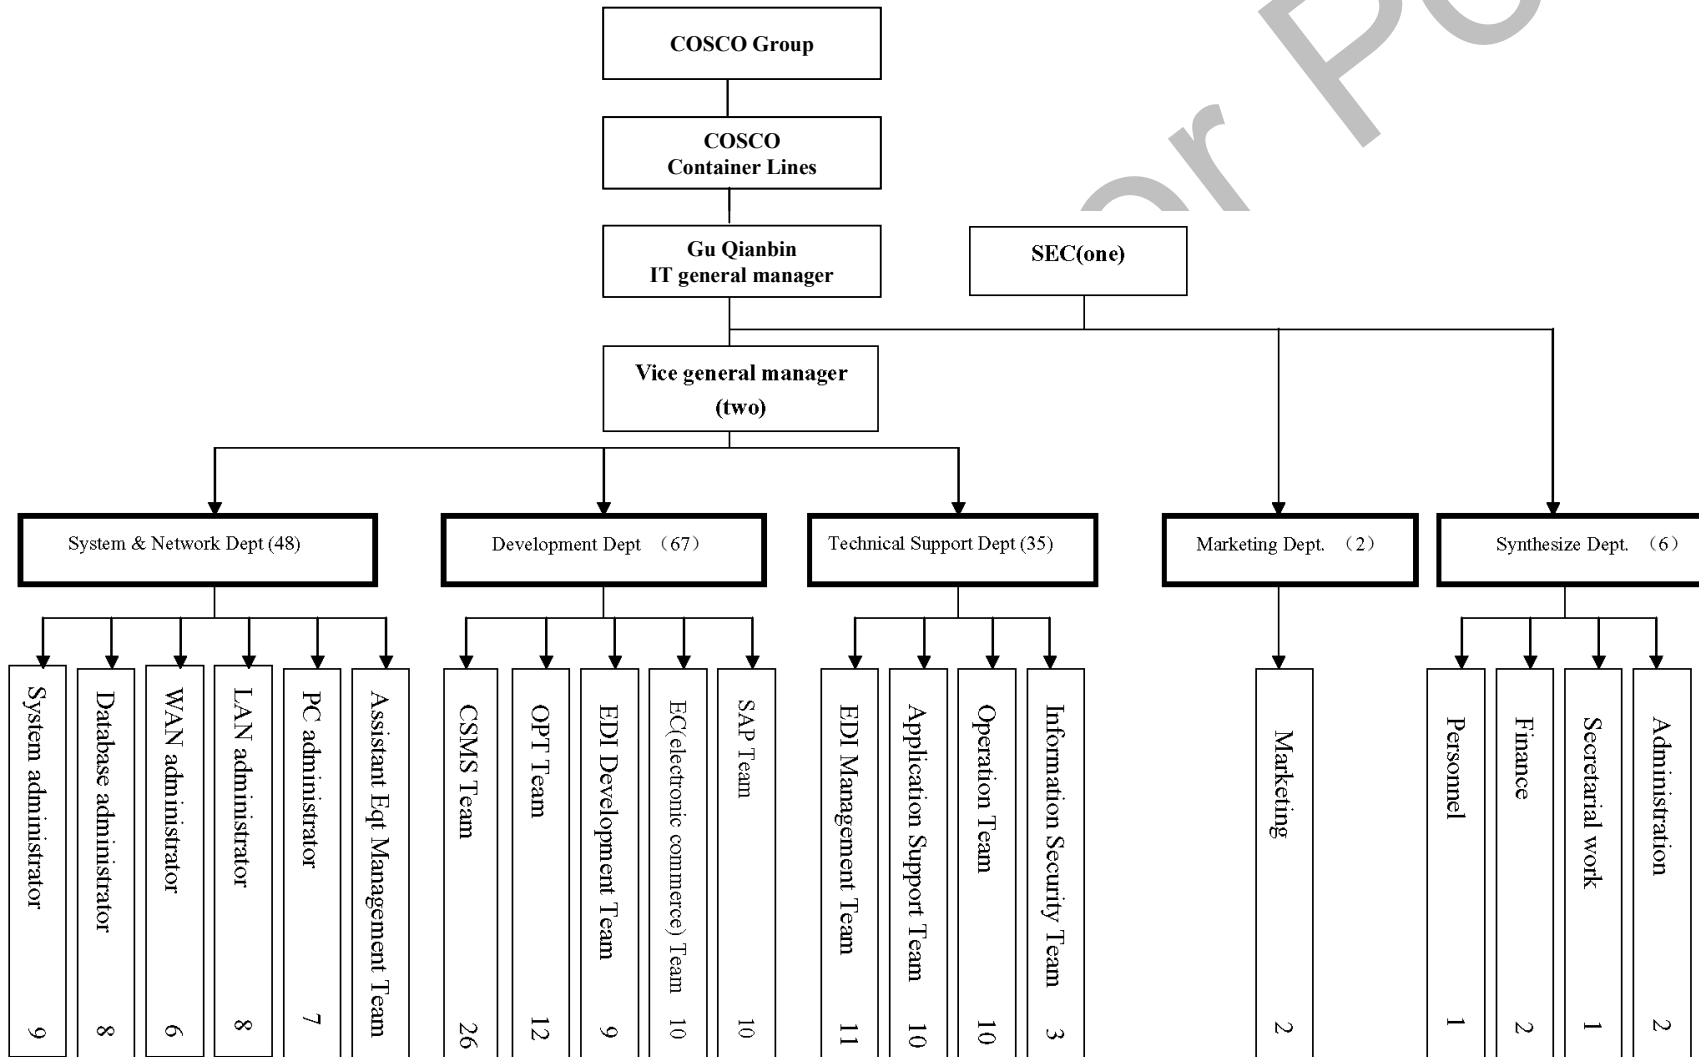 or Po
COSCO Group
COSCO
Container Lines
Gu Qianbin
IT general manager
SEC(one)
Vice general manager
(two)
System & Network Dept (48)
Development Dept （67）
Technical Support Dept (35)
Marketing Dept. （2）
Synthesize Dept. （6）
System administrator 9
Database administrator 8
WAN administrator 6
LAN administrator 8
PC administrator 7
Assistant Eqt Management Team
CSMS Team 26
OPT Team 12
EDI Development Team 9
EC(electronic commerce) Team 10
SAP Team 10
EDI Management Team 11
Application Support Team 10
Operation Team 10
Information Security Team 3
Marketing 2
Personnel 1
Finance 2
Secretarial work 1
Administration 2